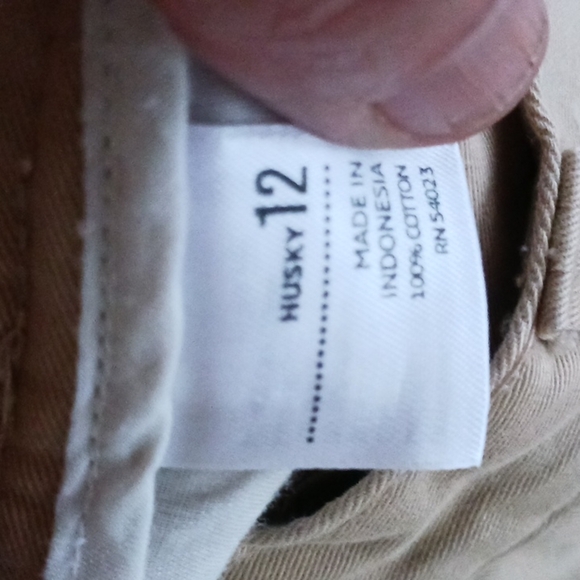 HUSKY 12
MADE IN
INDONESIA
100% COTTON
RN 54023